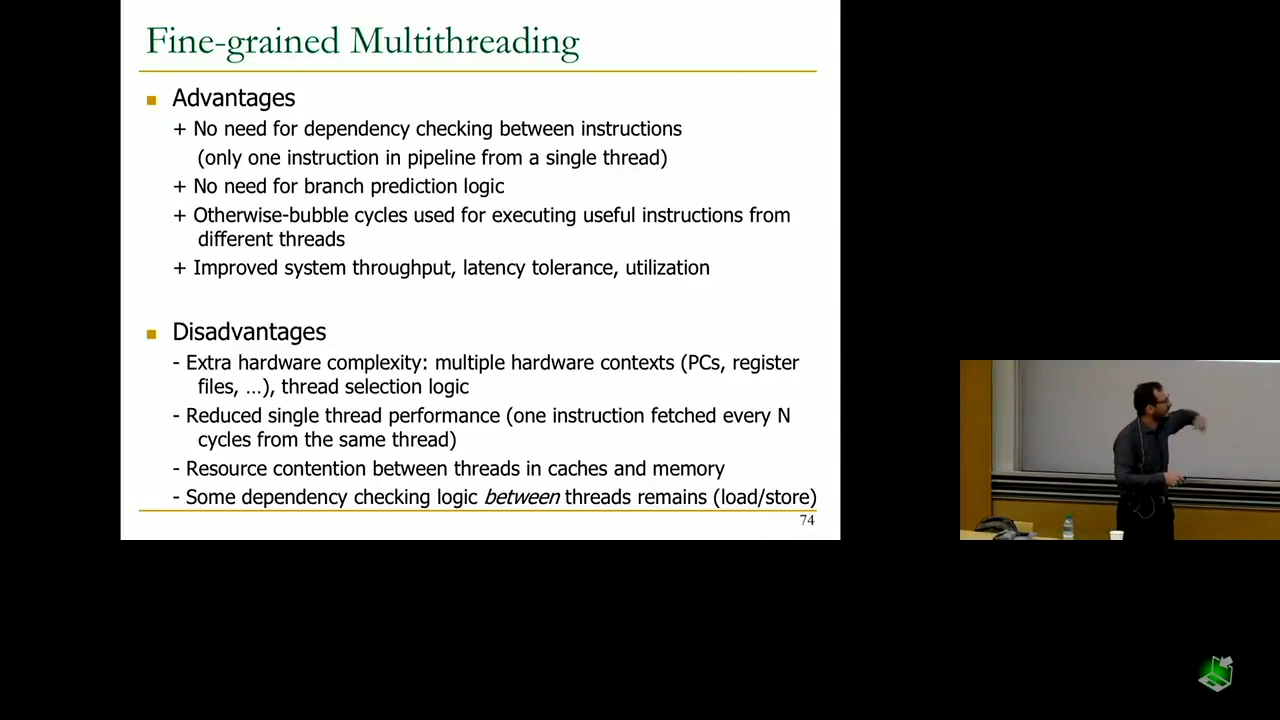 Fine-grained Multithreading
Advantages
+ No need for dependency checking between instructions
(only one instruction in pipeline from a single thread)
+ No need for branch prediction logic
+ Otherwise-bubble cycles used for executing useful instructions from
different threads
+ Improved system throughput, latency tolerance, utilization
Disadvantages
- Extra hardware complexity: multiple hardware contexts (PCs, register
files, ...), thread selection logic
- Reduced single thread performance (one instruction fetched every N
cycles from the same thread)
- Resource contention between threads in caches and memory
- Some dependency checking logic between threads remains (load/store)
74